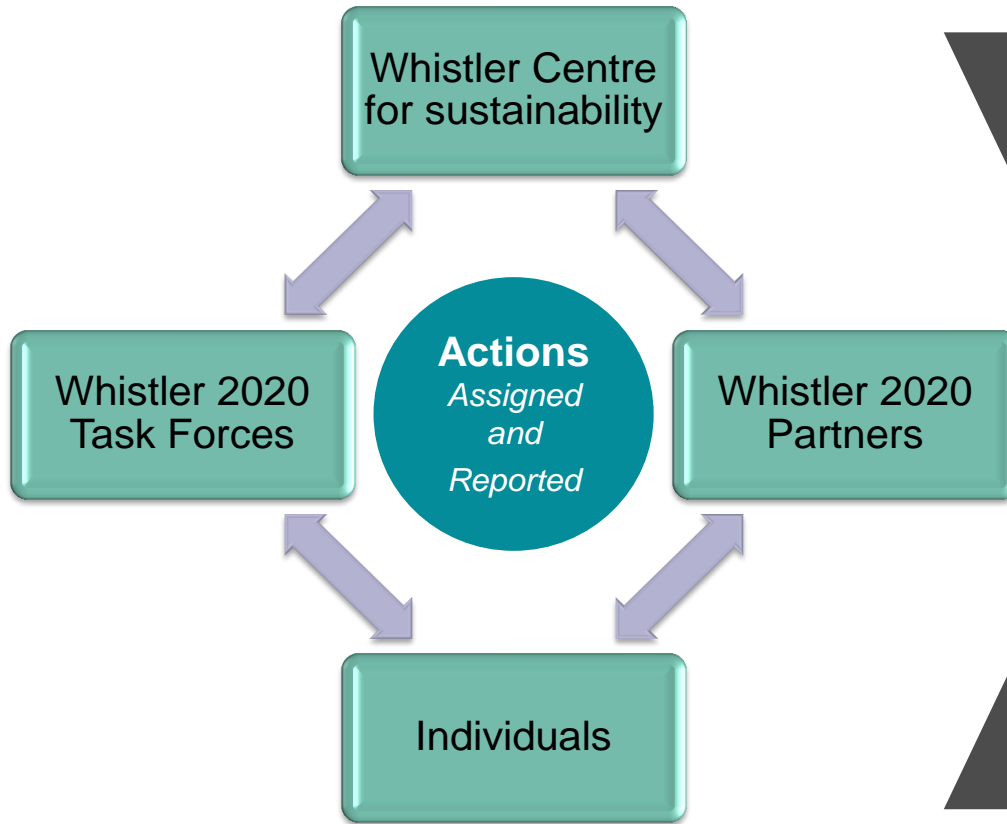 Whistler Centre
for sustainability
Whistler 2020
Task Forces
Actions
Assigned
and
Reported
Whistler 2020
Partners
Individuals